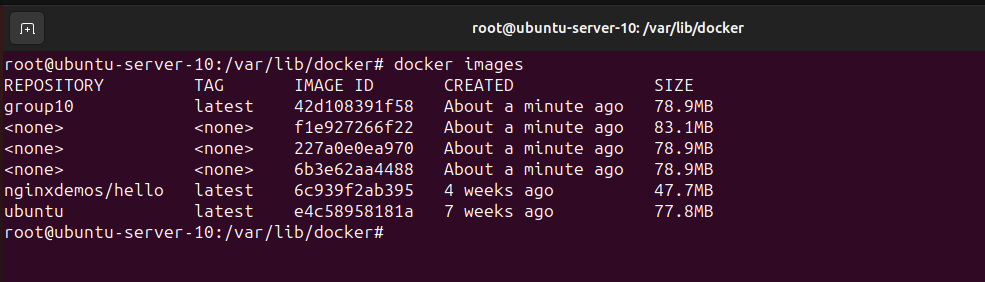 root@ubuntu-server-10: /var/lib/docker
root@ubuntu-server-10:/var/lib/docker# docker images
REPOSITORY TAG IMAGE ID CREATED SIZE
group10 latest 42d108391f58 About a minute ago 78.9MB
<none> <none> f1e927266f22 About a minute ago 83.1MB
<none> <none> 227a0e0ea970 About a minute ago 78.9MB
<none> <none> 6b3e62aa4488 About a minute ago 78.9MB
nginxdemos/hello latest 6c939f2ab395 4 weeks ago 47.7MB
ubuntu latest e4c58958181a 7 weeks ago 77.8MB
root@ubuntu-server-10:/var/lib/docker#